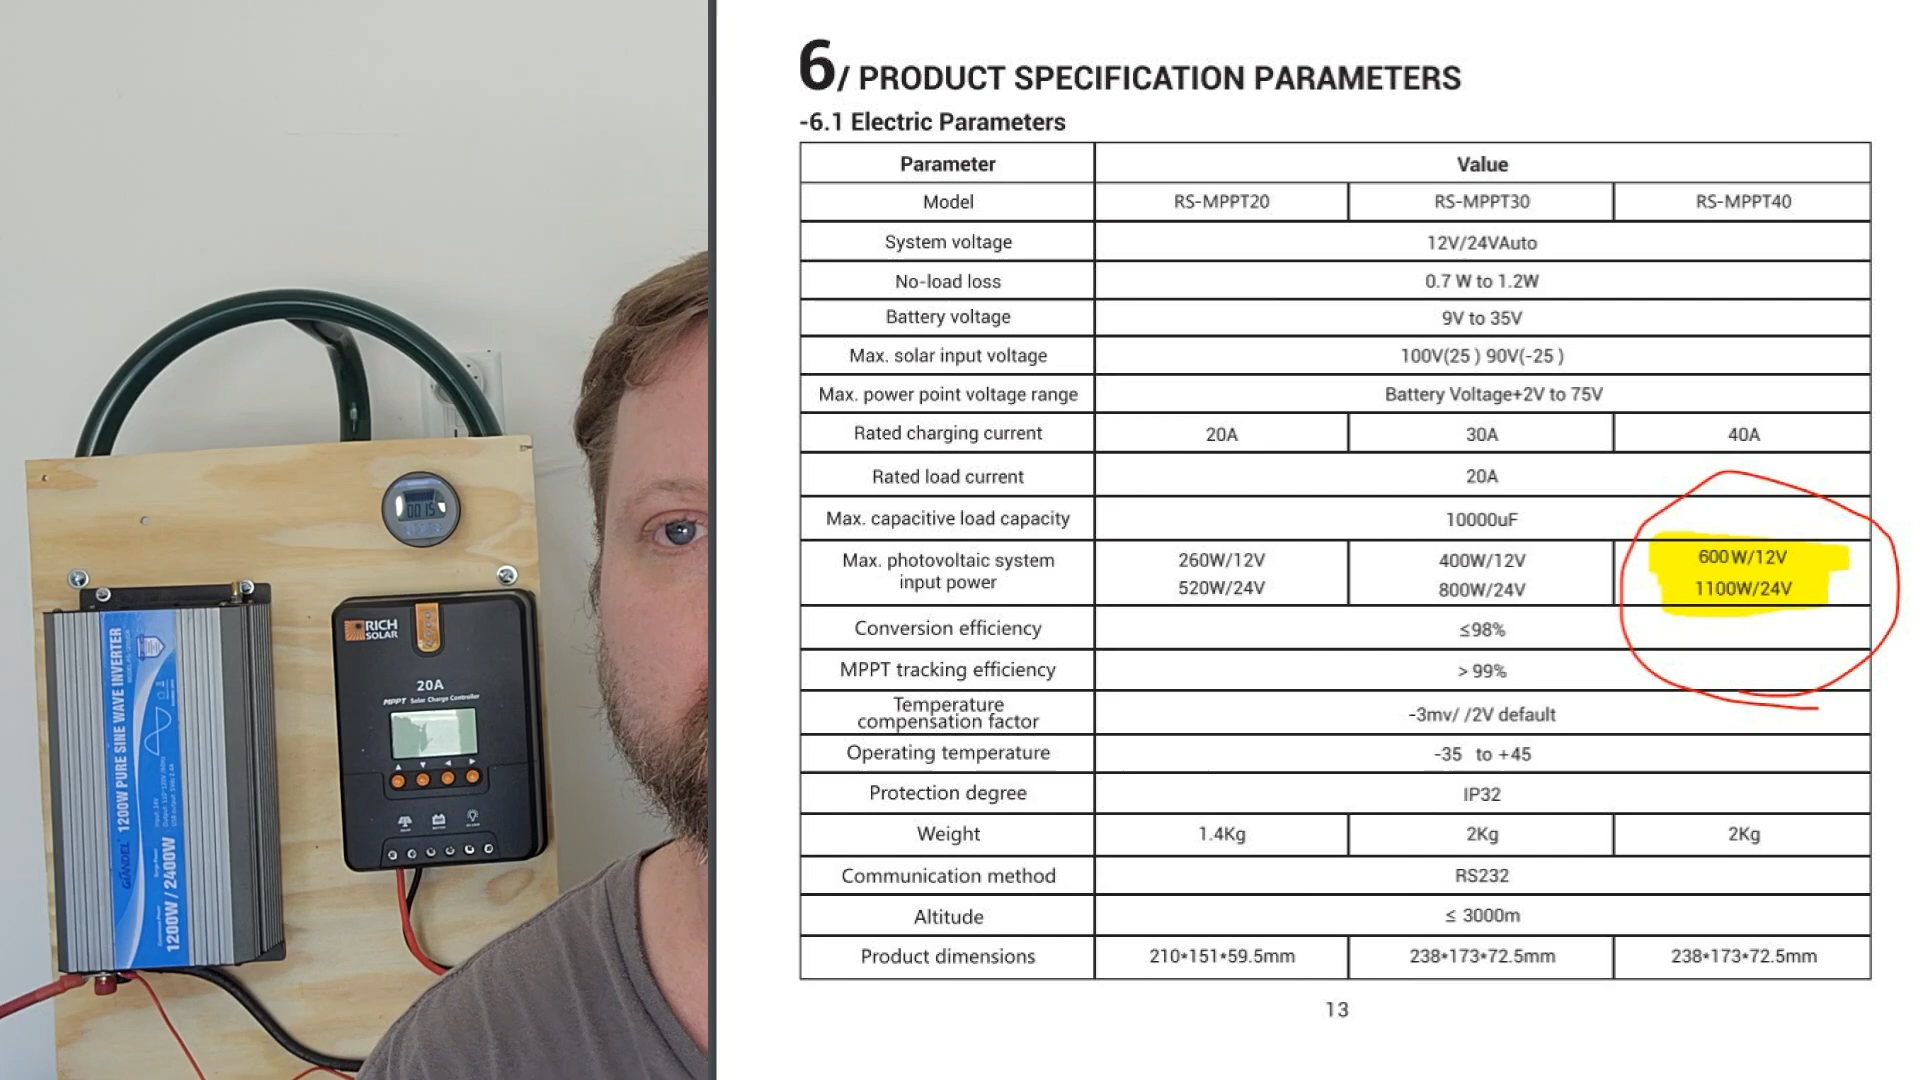 RICH
SOLAR
20A
MPPT Solar Charge Controller
GIANDEL 1200W PURE SINE WAVE INVERTER
1200W / 2400W
6/ PRODUCT SPECIFICATION PARAMETERS
-6.1 Electric Parameters
Parameter Value
Model RS-MPPT20 RS-MPPT30 RS-MPPT40
System voltage 12V/24VAuto
No-load loss 0.7 W to 1.2W
Battery voltage 9V to 35V
Max. solar input voltage 100V(25 ) 90V(-25 )
Max. power point voltage range Battery Voltage+2V to 75V
Rated charging current 20A 30A 40A
Rated load current 20A
Max. capacitive load capacity 10000uF
Max. photovoltaic system 260W/12V 400W/12V 600W/12V
input power 520W/24V 800W/24V 1100W/24V
Conversion efficiency ≤98%
MPPT tracking efficiency > 99%
Temperature
compensation factor -3mv/ /2V default
Operating temperature -35 to +45
Protection degree IP32
Weight 1.4Kg 2Kg 2Kg
Communication method RS232
Altitude ≤ 3000m
Product dimensions 210*151*59.5mm 238*173*72.5mm 238*173*72.5mm
13